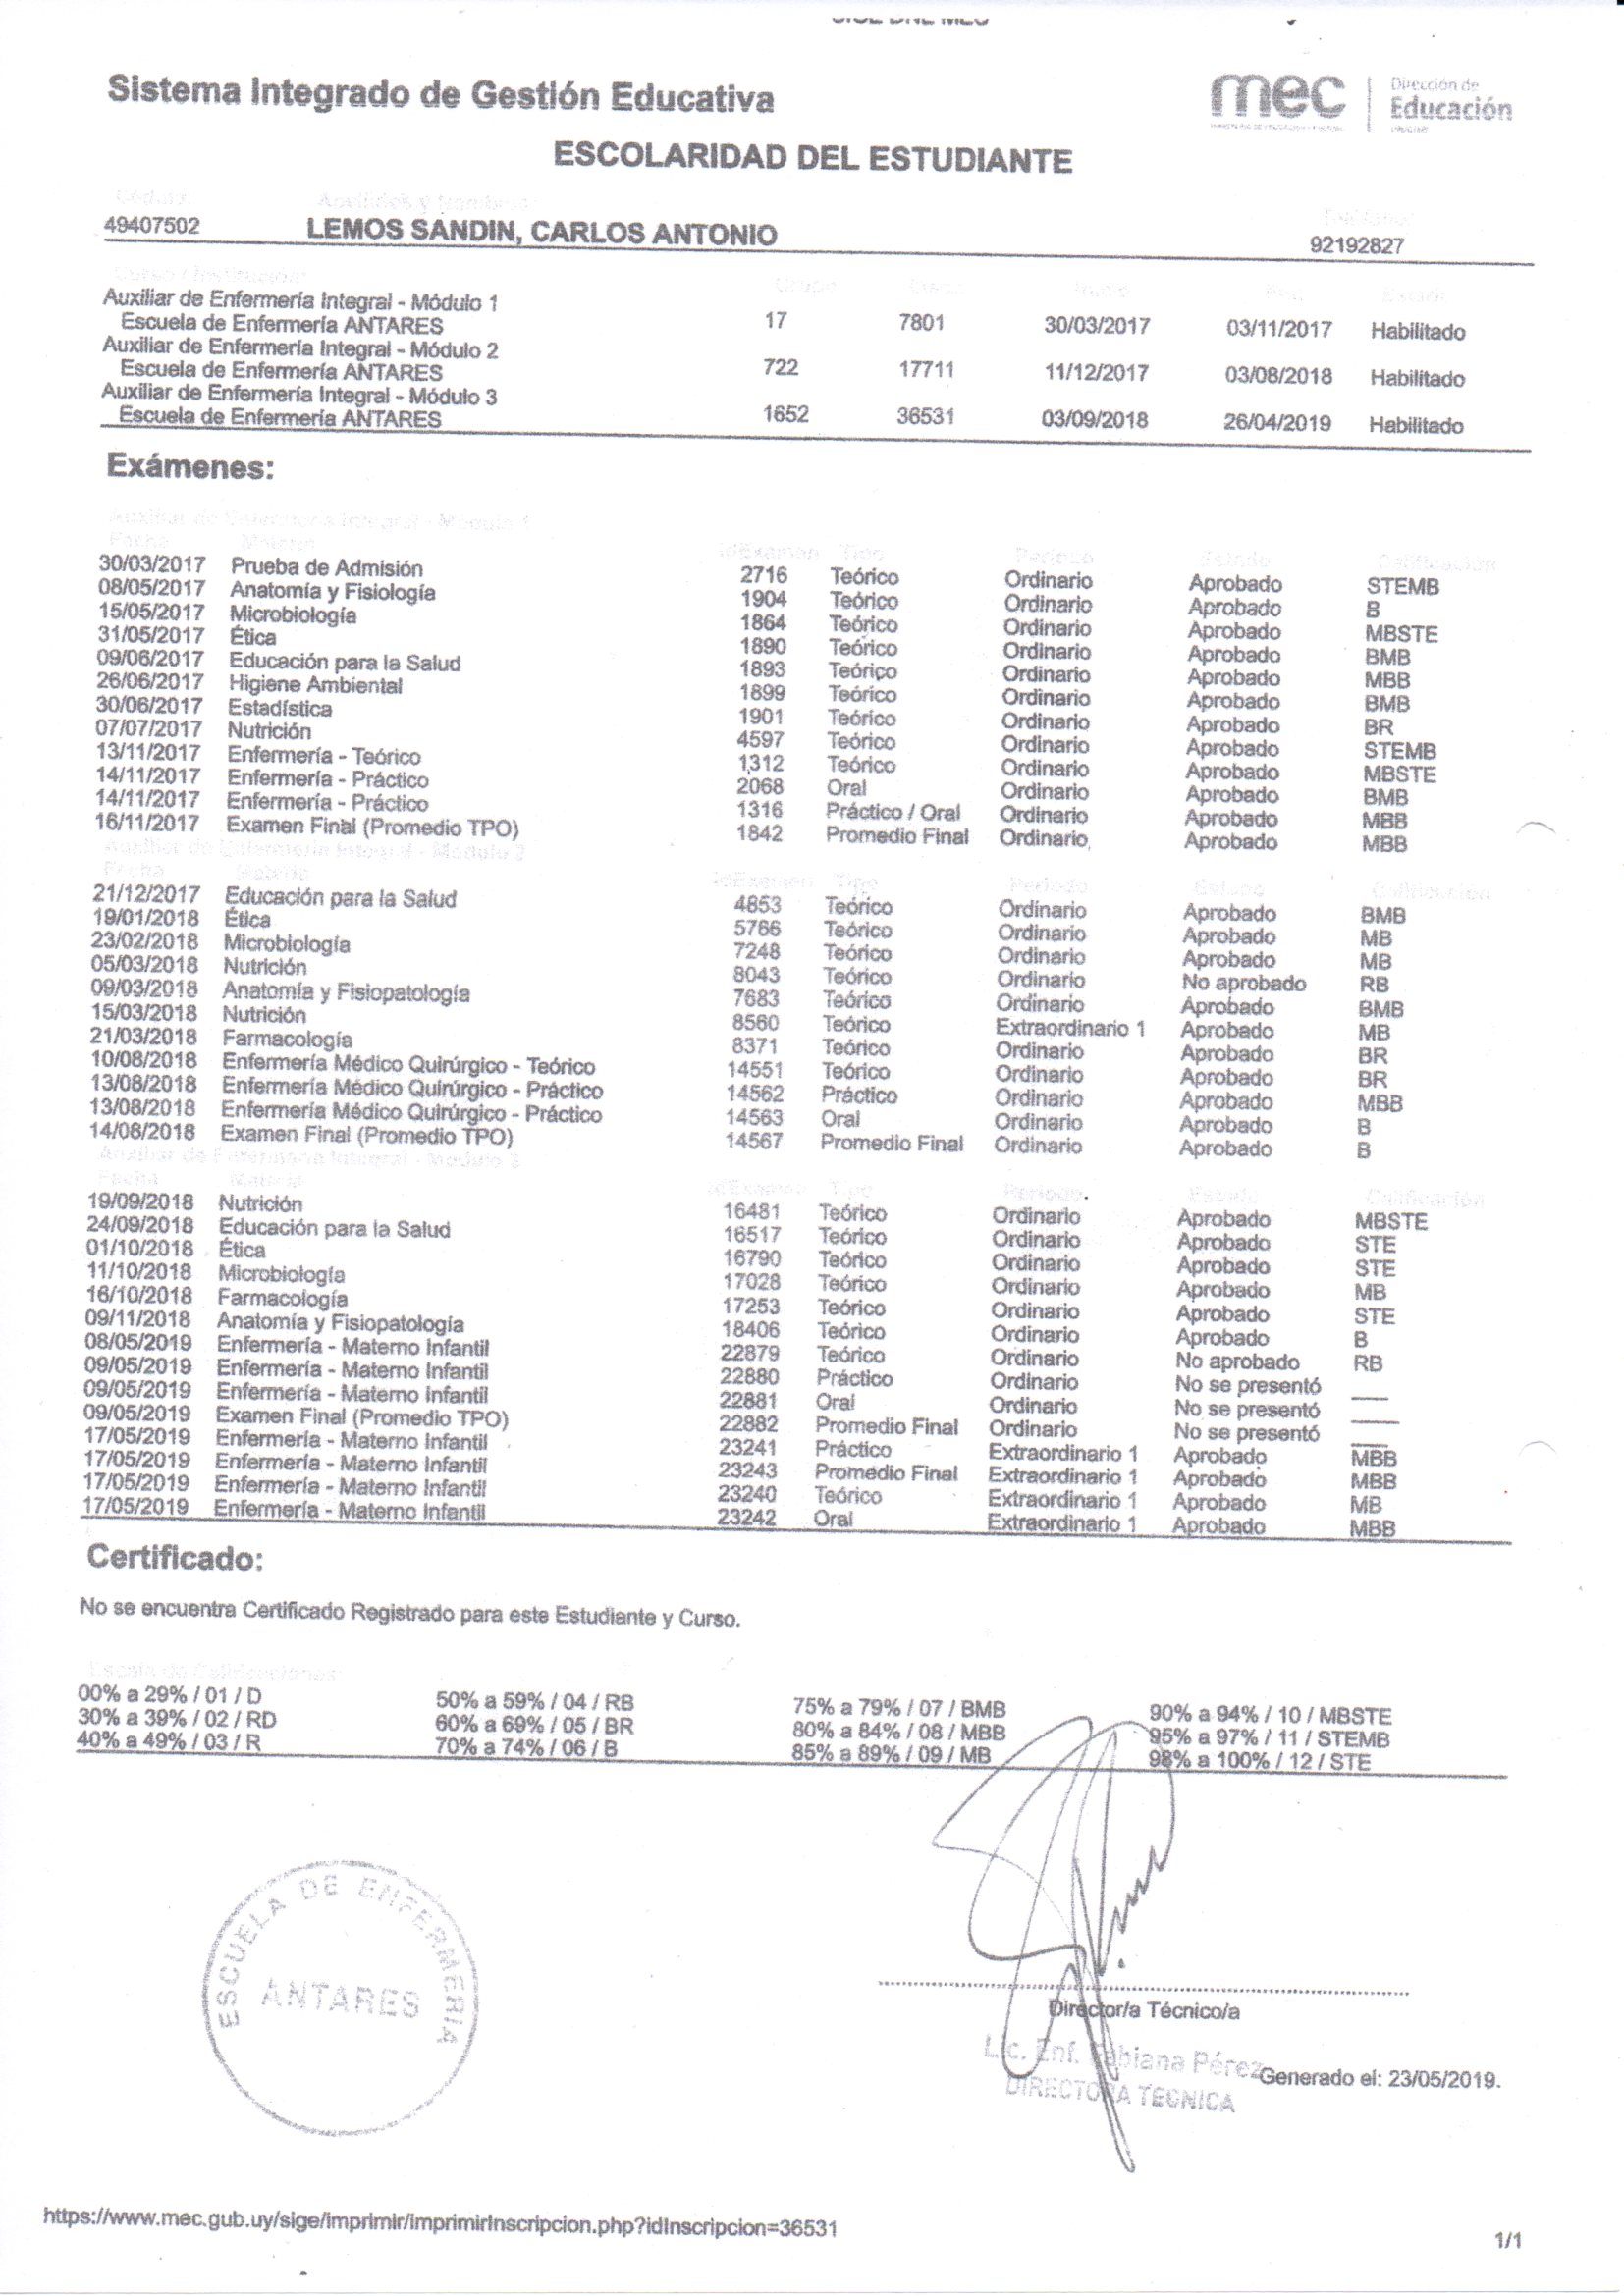 Sistema Integrado de Gestión Educativa
mec Dirección de Educación
ESCOLARIDAD DEL ESTUDIANTE
Código: Apellidos y Nombres: Teléfono:
49407502 LEMOS SANDIN, CARLOS ANTONIO 92192827
Curso / Institución: Grupo Inicio Fin
Auxiliar de Enfermería Integral - Módulo 1
Escuela de Enfermería ANTARES 17 7801 30/03/2017 03/11/2017 Habilitado
Auxiliar de Enfermería Integral - Módulo 2
Escuela de Enfermería ANTARES 722 17711 11/12/2017 03/08/2018 Habilitado
Auxiliar de Enfermería Integral - Módulo 3
Escuela de Enfermería ANTARES 1652 36531 03/09/2018 26/04/2019 Habilitado
Exámenes:
Auxiliar de Enfermería Integral - Módulo 1
Fecha Materia IdExamen Tipo Período Estado Calificación
30/03/2017 Prueba de Admisión 2716 Teórico Ordinario Aprobado STEMB
08/05/2017 Anatomía y Fisiología 1904 Teórico Ordinario Aprobado B
15/05/2017 Microbiología 1864 Teórico Ordinario Aprobado MBSTE
31/05/2017 Ética 1890 Teórico Ordinario Aprobado BMB
09/06/2017 Educación para la Salud 1893 Teórico Ordinario Aprobado MBB
26/06/2017 Higiene Ambiental 1899 Teórico Ordinario Aprobado BMB
30/06/2017 Estadística 1901 Teórico Ordinario Aprobado BR
07/07/2017 Nutrición 4597 Teórico Ordinario Aprobado STEMB
13/11/2017 Enfermería - Teórico 1312 Teórico Ordinario Aprobado MBSTE
14/11/2017 Enfermería - Práctico 2068 Oral Ordinario Aprobado BMB
14/11/2017 Enfermería - Práctico 1316 Práctico / Oral Ordinario Aprobado MBB
16/11/2017 Examen Final (Promedio TPO) 1842 Promedio Final Ordinario Aprobado MBB
Auxiliar de Enfermería Integral - Módulo 2
Fecha Materia IdExamen Tipo Período Estado Calificación
21/12/2017 Educación para la Salud 4853 Teórico Ordinario Aprobado BMB
19/01/2018 Ética 5766 Teórico Ordinario Aprobado MB
23/02/2018 Microbiología 7248 Teórico Ordinario Aprobado MB
05/03/2018 Nutrición 8043 Teórico Ordinario No aprobado RB
09/03/2018 Anatomía y Fisiopatología 7683 Teórico Ordinario Aprobado BMB
15/03/2018 Nutrición 8560 Teórico Extraordinario 1 Aprobado MB
21/03/2018 Farmacología 8371 Teórico Ordinario Aprobado BR
10/08/2018 Enfermería Médico Quirúrgico - Teórico 14551 Teórico Ordinario Aprobado BR
13/08/2018 Enfermería Médico Quirúrgico - Práctico 14562 Práctico Ordinario Aprobado MBB
13/08/2018 Enfermería Médico Quirúrgico - Práctico 14563 Oral Ordinario Aprobado B
14/08/2018 Examen Final (Promedio TPO) 14567 Promedio Final Ordinario Aprobado B
Auxiliar de Enfermería Integral - Módulo 3
Fecha Materia IdExamen Tipo Período Estado Calificación
19/09/2018 Nutrición 16481 Teórico Ordinario Aprobado MBSTE
24/09/2018 Educación para la Salud 16517 Teórico Ordinario Aprobado STE
01/10/2018 Ética 16790 Teórico Ordinario Aprobado STE
11/10/2018 Microbiología 17028 Teórico Ordinario Aprobado MB
16/10/2018 Farmacología 17253 Teórico Ordinario Aprobado STE
09/11/2018 Anatomía y Fisiopatología 18406 Teórico Ordinario Aprobado B
08/05/2019 Enfermería - Materno Infantil 22879 Teórico Ordinario No aprobado RB
09/05/2019 Enfermería - Materno Infantil 22880 Práctico Ordinario No se presentó ___
09/05/2019 Enfermería - Materno Infantil 22881 Oral Ordinario No se presentó ___
09/05/2019 Examen Final (Promedio TPO) 22882 Promedio Final Ordinario No se presentó ___
17/05/2019 Enfermería - Materno Infantil 23241 Práctico Extraordinario 1 Aprobado MBB
17/05/2019 Enfermería - Materno Infantil 23243 Promedio Final Extraordinario 1 Aprobado MBB
17/05/2019 Enfermería - Materno Infantil 23240 Teórico Extraordinario 1 Aprobado MB
17/05/2019 Enfermería - Materno Infantil 23242 Oral Extraordinario 1 Aprobado MBB
Certificado:
No se encuentra Certificado Registrado para este Estudiante y Curso.
Escala de Calificaciones:
00% a 29% / 01 / D 50% a 59% / 04 / RB 75% a 79% / 07 / BMB 90% a 94% / 10 / MBSTE
30% a 39% / 02 / RD 60% a 69% / 05 / BR 80% a 84% / 08 / MBB 95% a 97% / 11 / STEMB
40% a 49% / 03 / R 70% a 74% / 06 / B 85% a 89% / 09 / MB 98% a 100% / 12 / STE
ESCUELA DE ENFERMERIA
ANTARES
Director/a Técnico/a
Lic. Enf. Fabiana Pérez
DIRECTORA TECNICA
Generado el: 23/05/2019.
https://www.mec.gub.uy/sige/imprimir/imprimirInscripcion.php?idInscripcion=36531
1/1